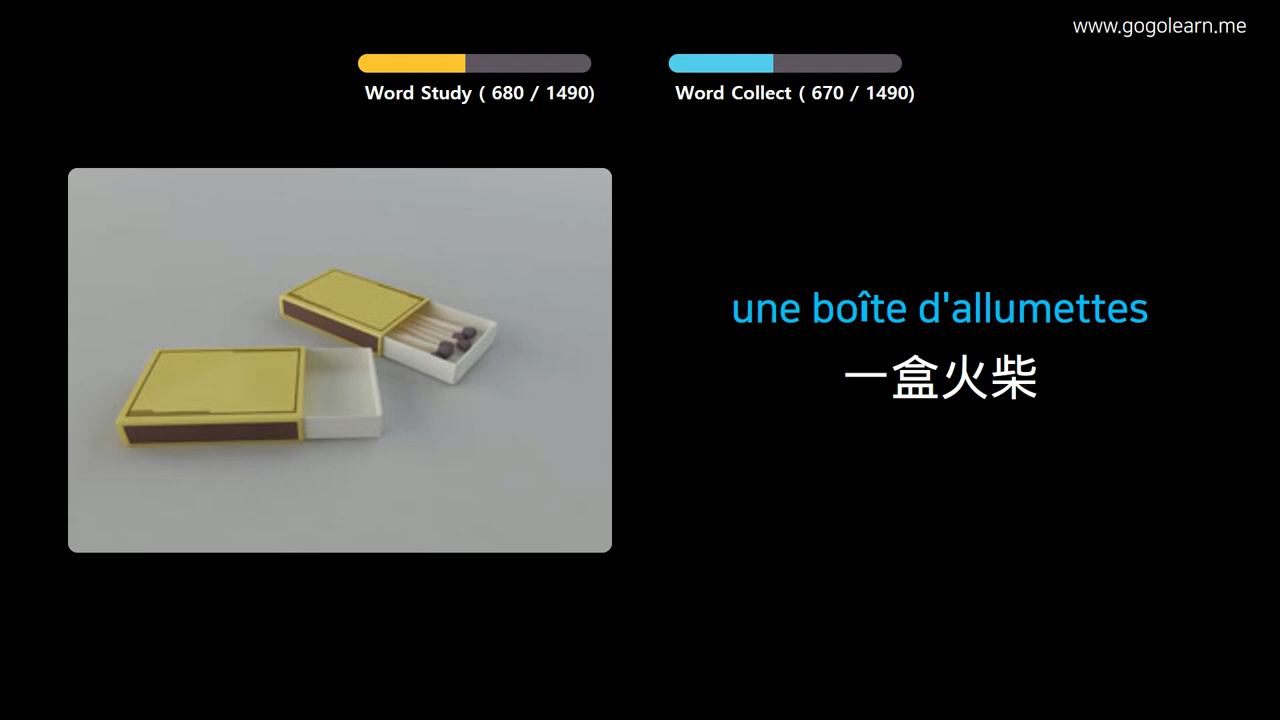 www.gogolearn.me
Word Study ( 680 / 1490)
Word Collect ( 670 / 1490)
une boîte d'allumettes
一盒火柴